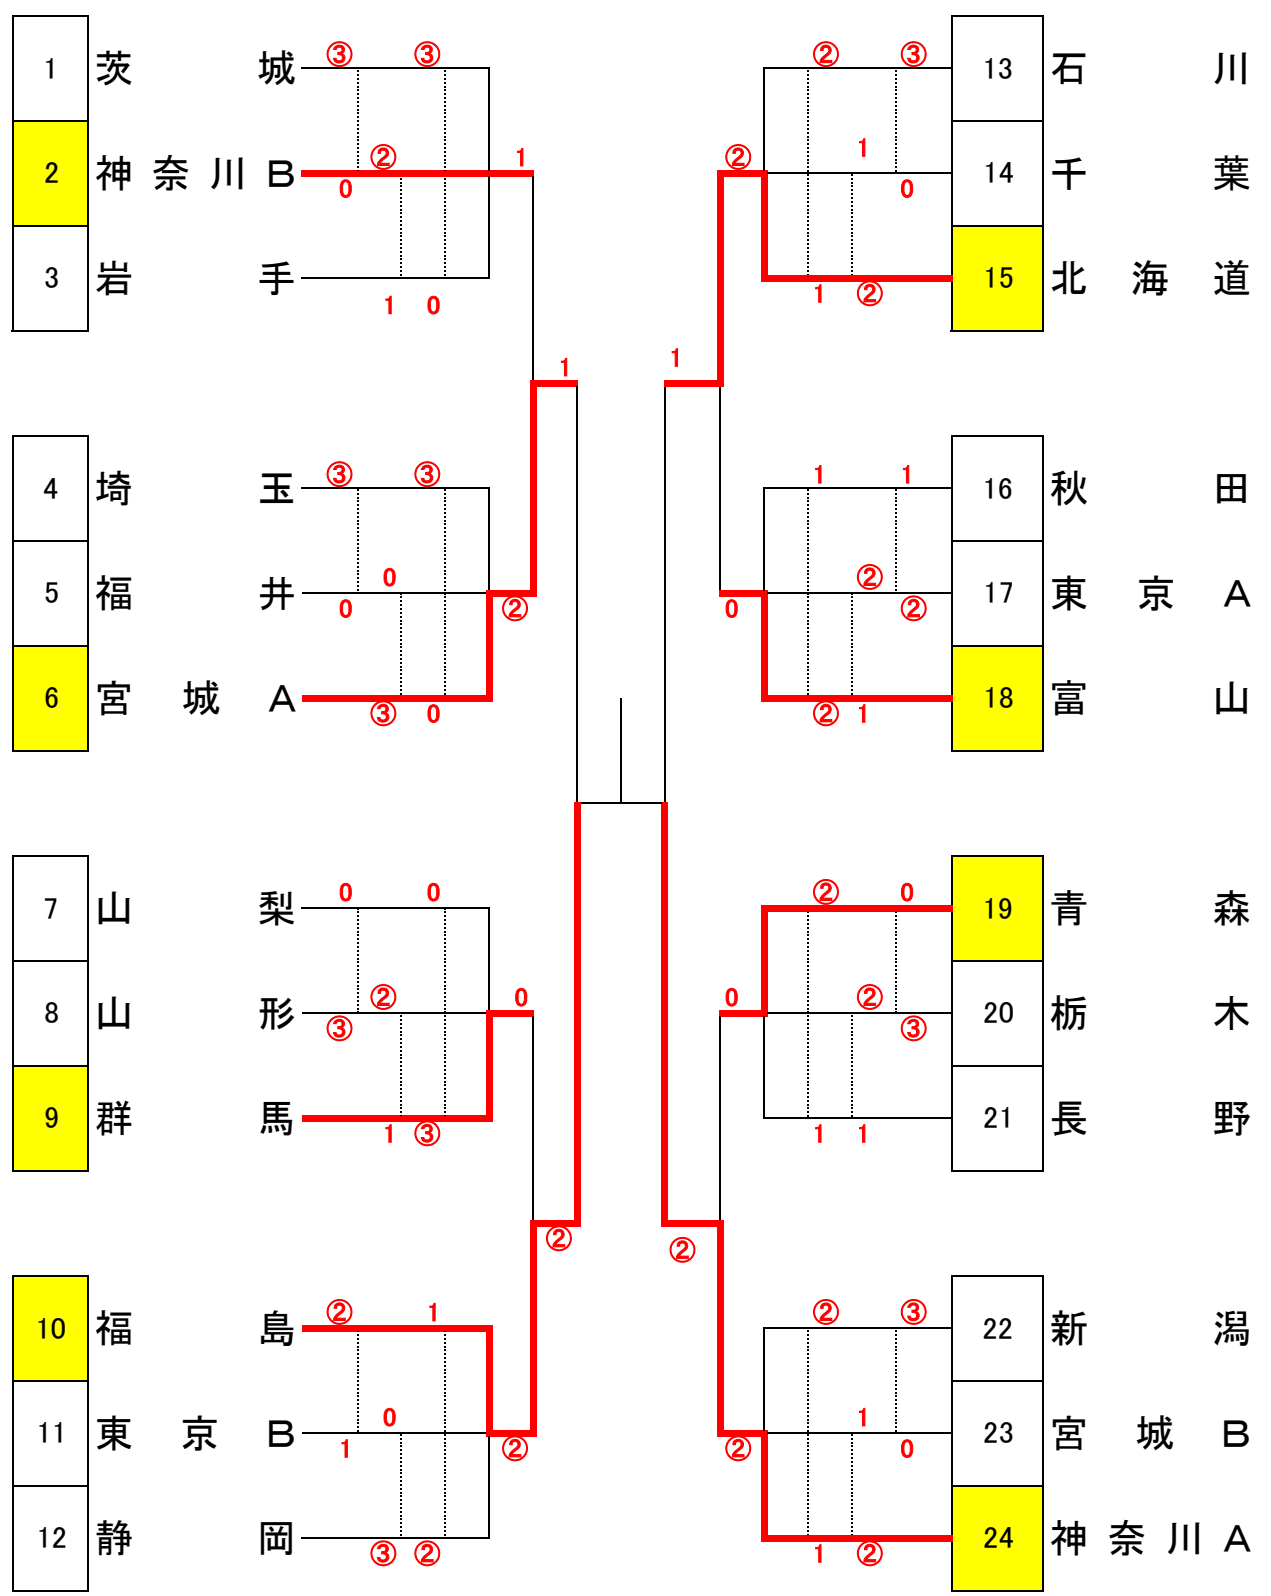 1 茨城 ③ ③
2 神奈川B 0 ② 1
3 岩手 1 0
1
4 埼玉 ③ ③
5 福井 0 0 ②
6 宮城A ③ 0
7 山梨 0 0
8 山形 ③ ② 0
9 群馬 1 ③
②
10 福島 ② 1
11 東京B 1 0 ②
12 静岡 ③ ②
② ③ 13 石川
② 1 0 14 千葉
1 ② 15 北海道
1
1 1 16 秋田
0 ② ② 17 東京A
② 1 18 富山
② 0 19 青森
0 ② ③ 20 栃木
1 1 21 長野
②
② ③ 22 新潟
② 1 0 23 宮城B
1 ② 24 神奈川A